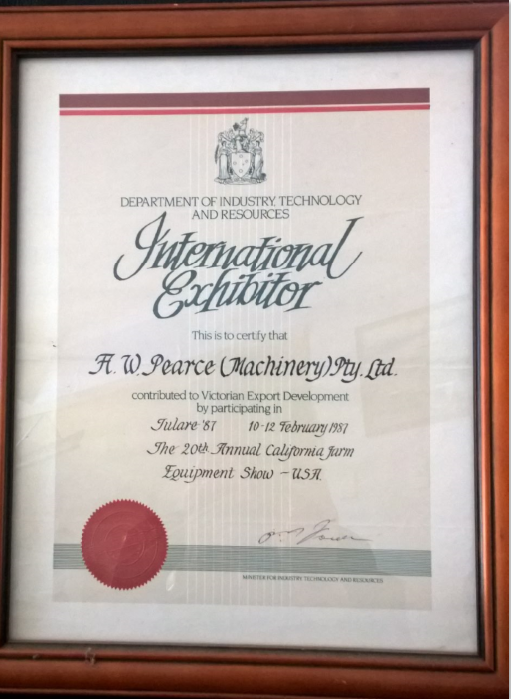 DEPARTMENT OF INDUSTRY, TECHNOLOGY
AND RESOURCES
International
Exhibitor
This is to certify that
A. W. Pearce (Machinery) Pty. Ltd.
contributed to Victorian Export Development
by participating in
Tulare '87 10-12 February 1987
The 20th Annual California Farm
Equipment Show - USA.
MINISTER FOR INDUSTRY, TECHNOLOGY AND RESOURCES